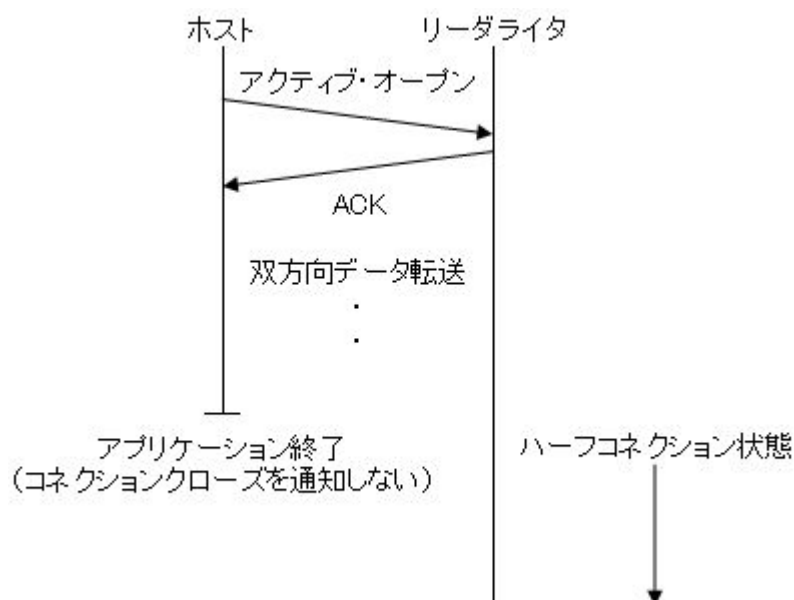 ホスト
リーダライタ
アクティブ・オープン
ACK
双方向データ転送
・
・
アプリケーション終了
(コネクションクローズを通知しない)
ハーフコネクション状態